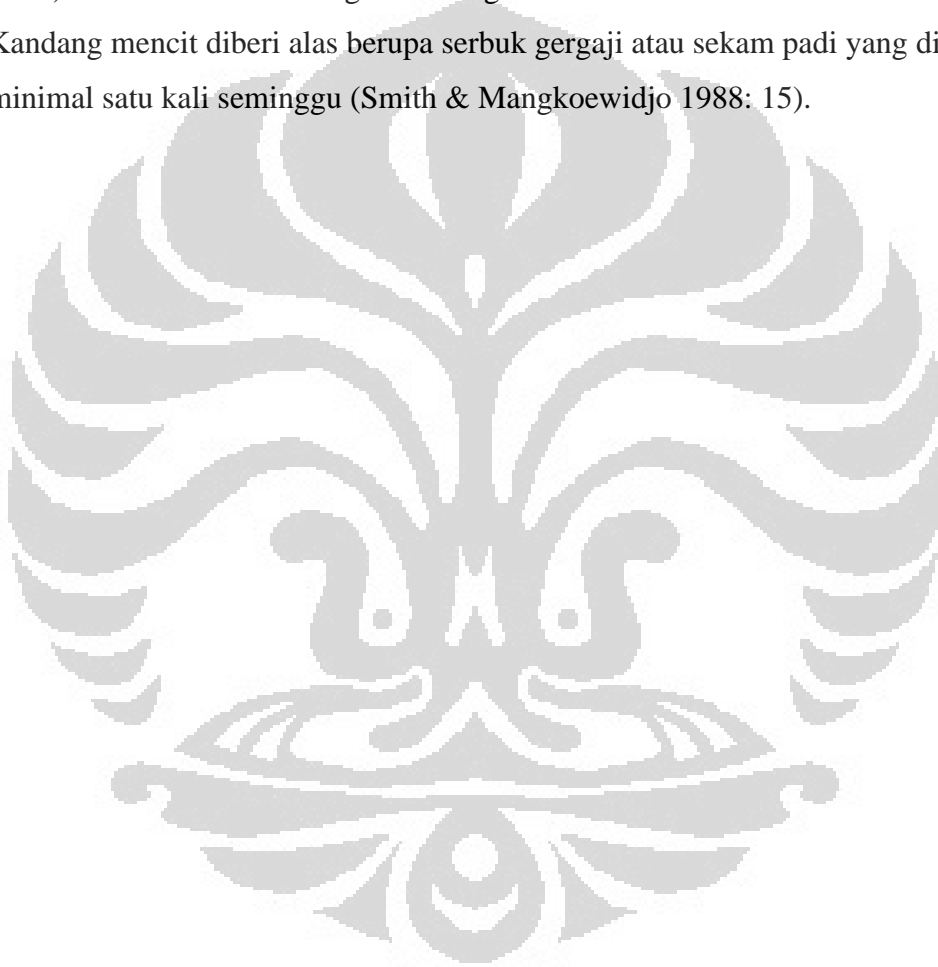 Kandang mencit diberi alas berupa serbuk gergaji atau sekam padi yang di
minimal satu kali seminggu (Smith & Mangkoewidjo 1988: 15).